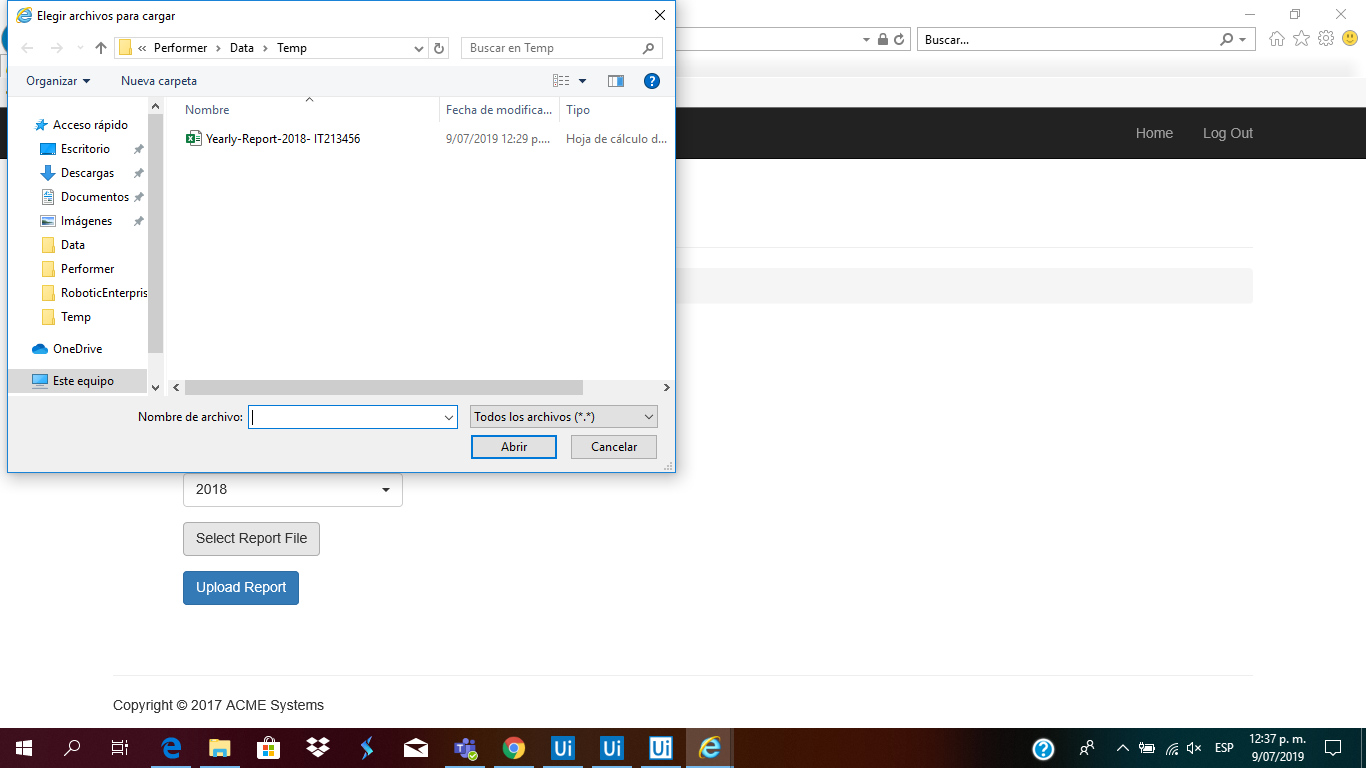 Elegir archivos para cargar
« Performer > Data > Temp
Buscar en Temp
Buscar...
Organizar
Nueva carpeta
Nombre
Fecha de modifica...
Tipo
Yearly-Report-2018- IT213456
9/07/2019 12:29 p....
Hoja de cálculo d...
Acceso rápido
Escritorio
Descargas
Documentos
Imágenes
Data
Performer
RoboticEnterpris
Temp
OneDrive
Este equipo
Nombre de archivo:
Todos los archivos (*.*)
Abrir
Cancelar
Home
Log Out
2018
Select Report File
Upload Report
Copyright © 2017 ACME Systems
Ui
Ui
Ui
ESP
12:37 p. m.
9/07/2019